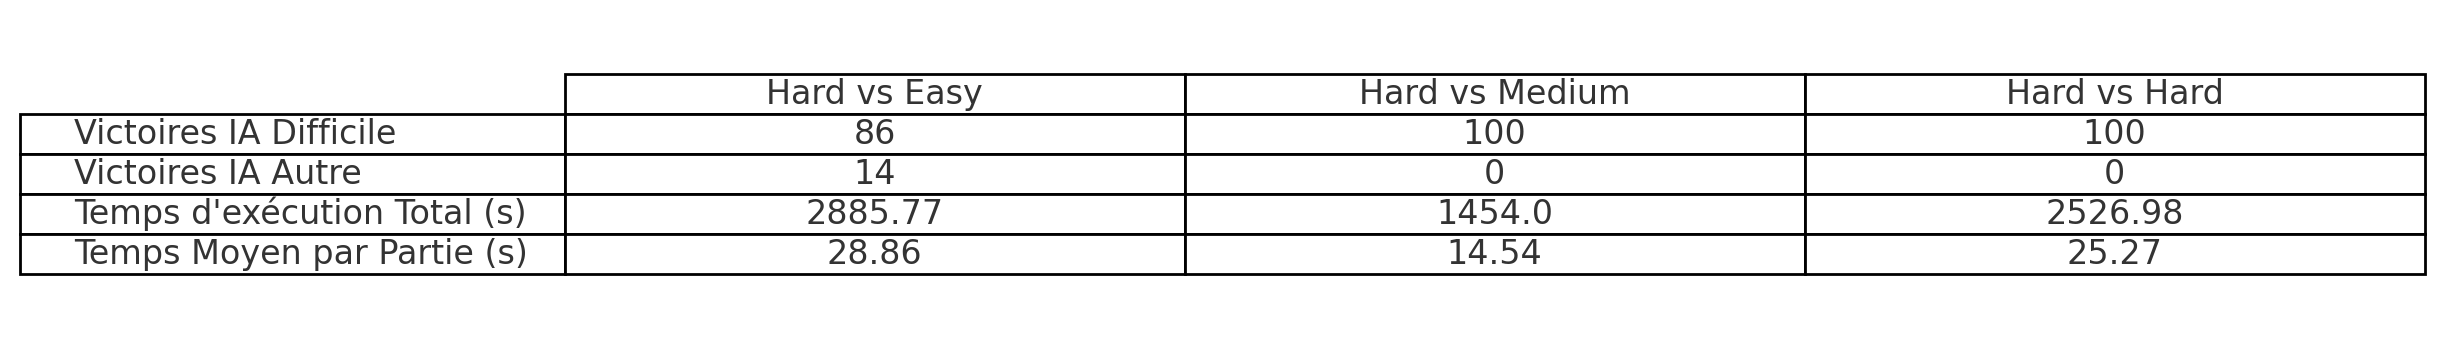 Hard vs Easy Hard vs Medium Hard vs Hard
Victoires IA Difficile 86 100 100
Victoires IA Autre 14 0 0
Temps d'exécution Total (s) 2885.77 1454.0 2526.98
Temps Moyen par Partie (s) 28.86 14.54 25.27